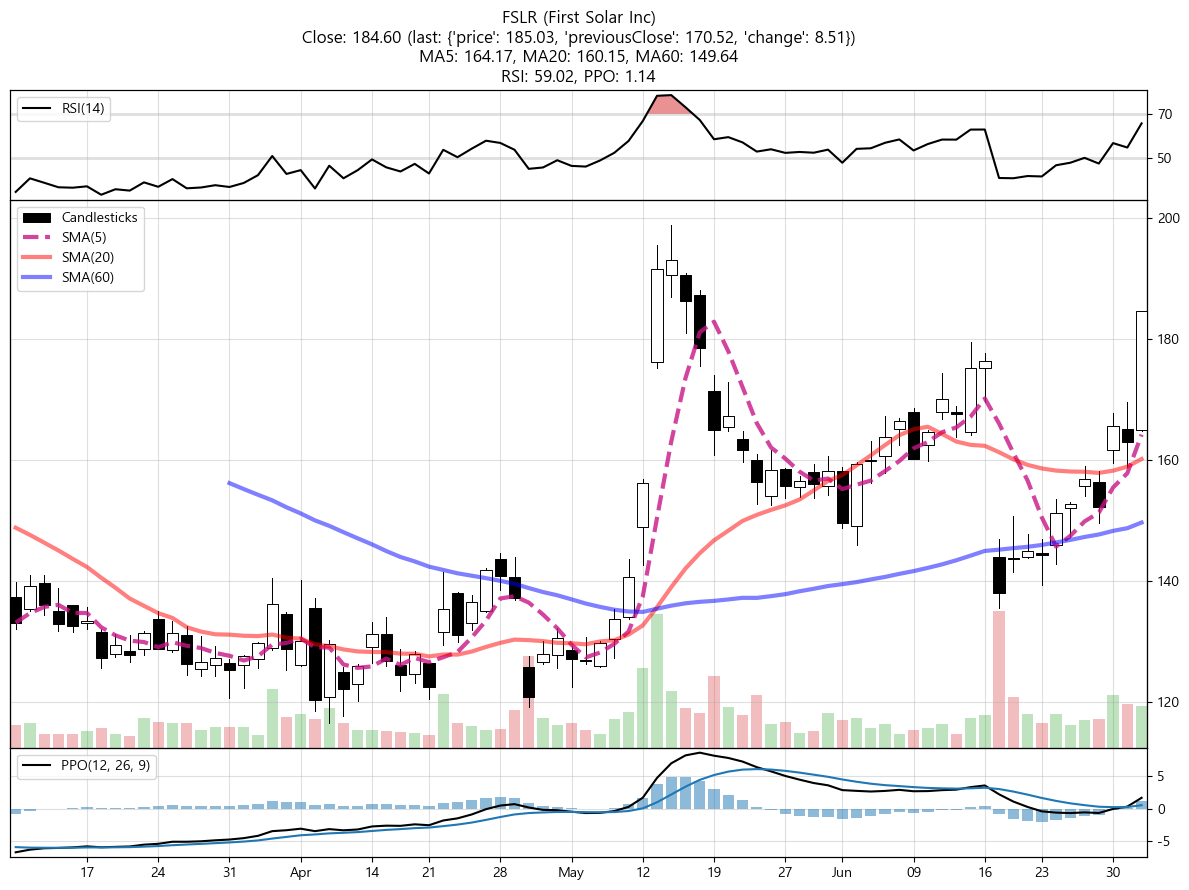 FSLR (First Solar Inc)
Close: 184.60 (last: {'price': 185.03, 'previousClose': 170.52, 'change': 8.51})
MA5: 164.17, MA20: 160.15, MA60: 149.64
RSI: 59.02, PPO: 1.14
RSI(14)
70
50
Candlesticks
SMA(5)
SMA(20)
SMA(60)
200
180
160
140
120
PPO(12, 26, 9)
5
0
-5
17 24 31 Apr 14 21 28 May 12 19 27 Jun 09 16 23 30